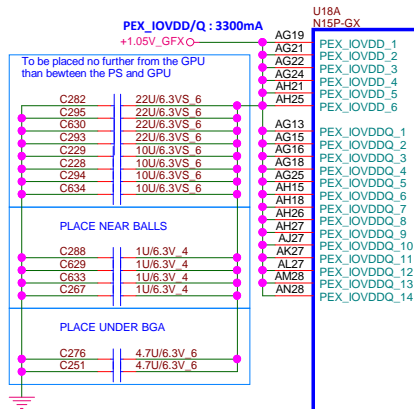 U18A
N15P-GX
PEX_IOVDD/Q : 3300mA
+1.05V_GFX
AG19 PEX_IOVDD_1
AG21 PEX_IOVDD_2
AG22 PEX_IOVDD_3
AG24 PEX_IOVDD_4
AH21 PEX_IOVDD_5
AH25 PEX_IOVDD_6
To be placed no further from the GPU
than bewteen the PS and GPU
C282 22U/6.3VS_6
C295 22U/6.3VS_6
C630 22U/6.3VS_6
C293 22U/6.3VS_6
C229 10U/6.3VS_6
C228 10U/6.3VS_6
C294 10U/6.3VS_6
C634 10U/6.3VS_6
AG13 PEX_IOVDDQ_1
AG15 PEX_IOVDDQ_2
AG16 PEX_IOVDDQ_3
AG18 PEX_IOVDDQ_4
AG25 PEX_IOVDDQ_5
AH15 PEX_IOVDDQ_6
AH18 PEX_IOVDDQ_7
AH26 PEX_IOVDDQ_8
AH27 PEX_IOVDDQ_9
AJ27 PEX_IOVDDQ_10
AK27 PEX_IOVDDQ_11
AL27 PEX_IOVDDQ_12
AM28 PEX_IOVDDQ_13
AN28 PEX_IOVDDQ_14
PLACE NEAR BALLS
C288 1U/6.3V_4
C629 1U/6.3V_4
C633 1U/6.3V_4
C267 1U/6.3V_4
PLACE UNDER BGA
C276 4.7U/6.3V_6
C251 4.7U/6.3V_6